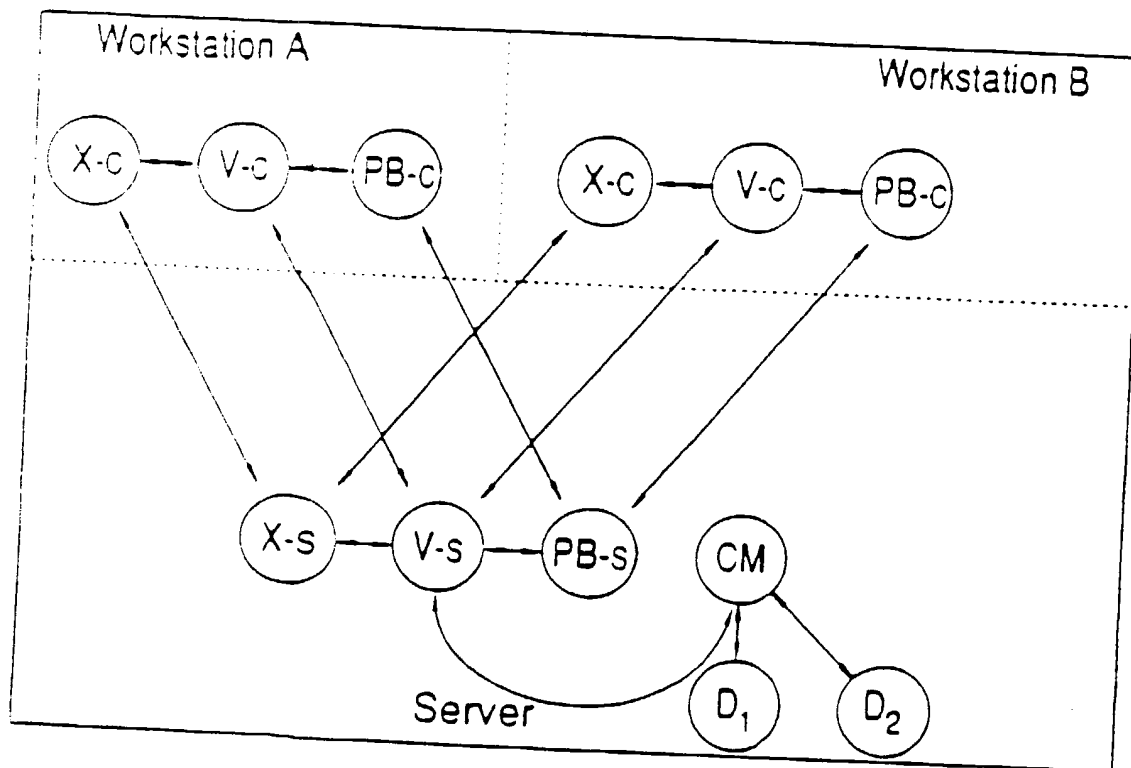 Workstation A
Workstation B
X-c
V-c
PB-c
X-c
V-c
PB-c
X-s
V-s
PB-s
CM
Server
D1
D2